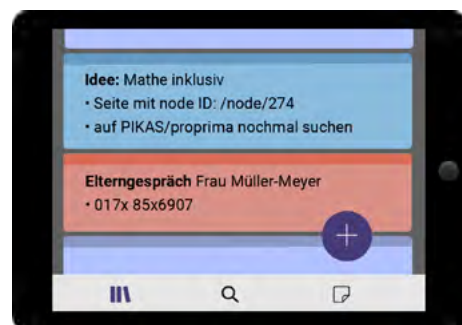 Idee: Mathe inklusiv
• Seite mit node ID: /node/274
• auf PIKAS/proprima nochmal suchen
Elterngespräch Frau Müller-Meyer
• 017x 85x6907